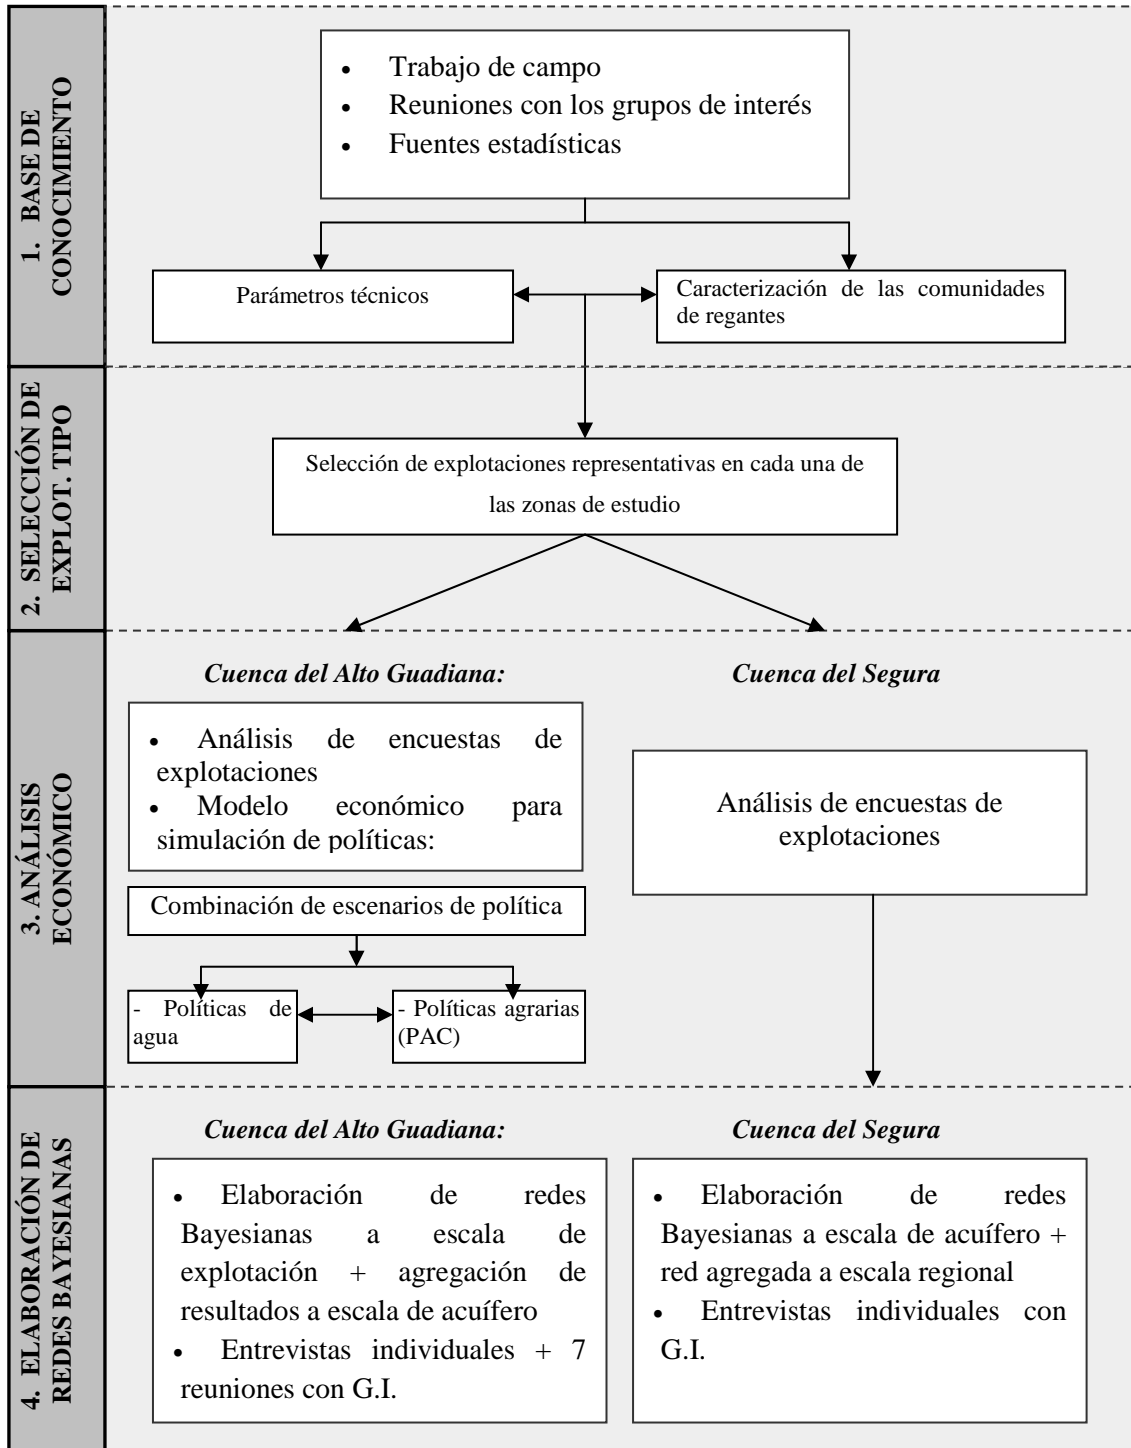 1. BASE DE
CONOCIMIENTO
• Trabajo de campo
• Reuniones con los grupos de interés
• Fuentes estadísticas
Parámetros técnicos
Caracterización de las comunidades
de regantes
2. SELECCIÓN DE
EXPLOT. TIPO
Selección de explotaciones representativas en cada una de
las zonas de estudio
3. ANÁLISIS
ECONÓMICO
Cuenca del Alto Guadiana:
• Análisis de encuestas de
explotaciones
• Modelo económico para
simulación de políticas:
Combinación de escenarios de política
- Políticas de
agua
- Políticas agrarias
(PAC)
Cuenca del Segura
Análisis de encuestas de
explotaciones
4. ELABORACIÓN DE
REDES BAYESIANAS
Cuenca del Alto Guadiana:
• Elaboración de redes
Bayesianas a escala de
explotación + agregación de
resultados a escala de acuífero
• Entrevistas individuales + 7
reuniones con G.I.
Cuenca del Segura
• Elaboración de redes
Bayesianas a escala de acuífero +
red agregada a escala regional
• Entrevistas individuales con
G.I.